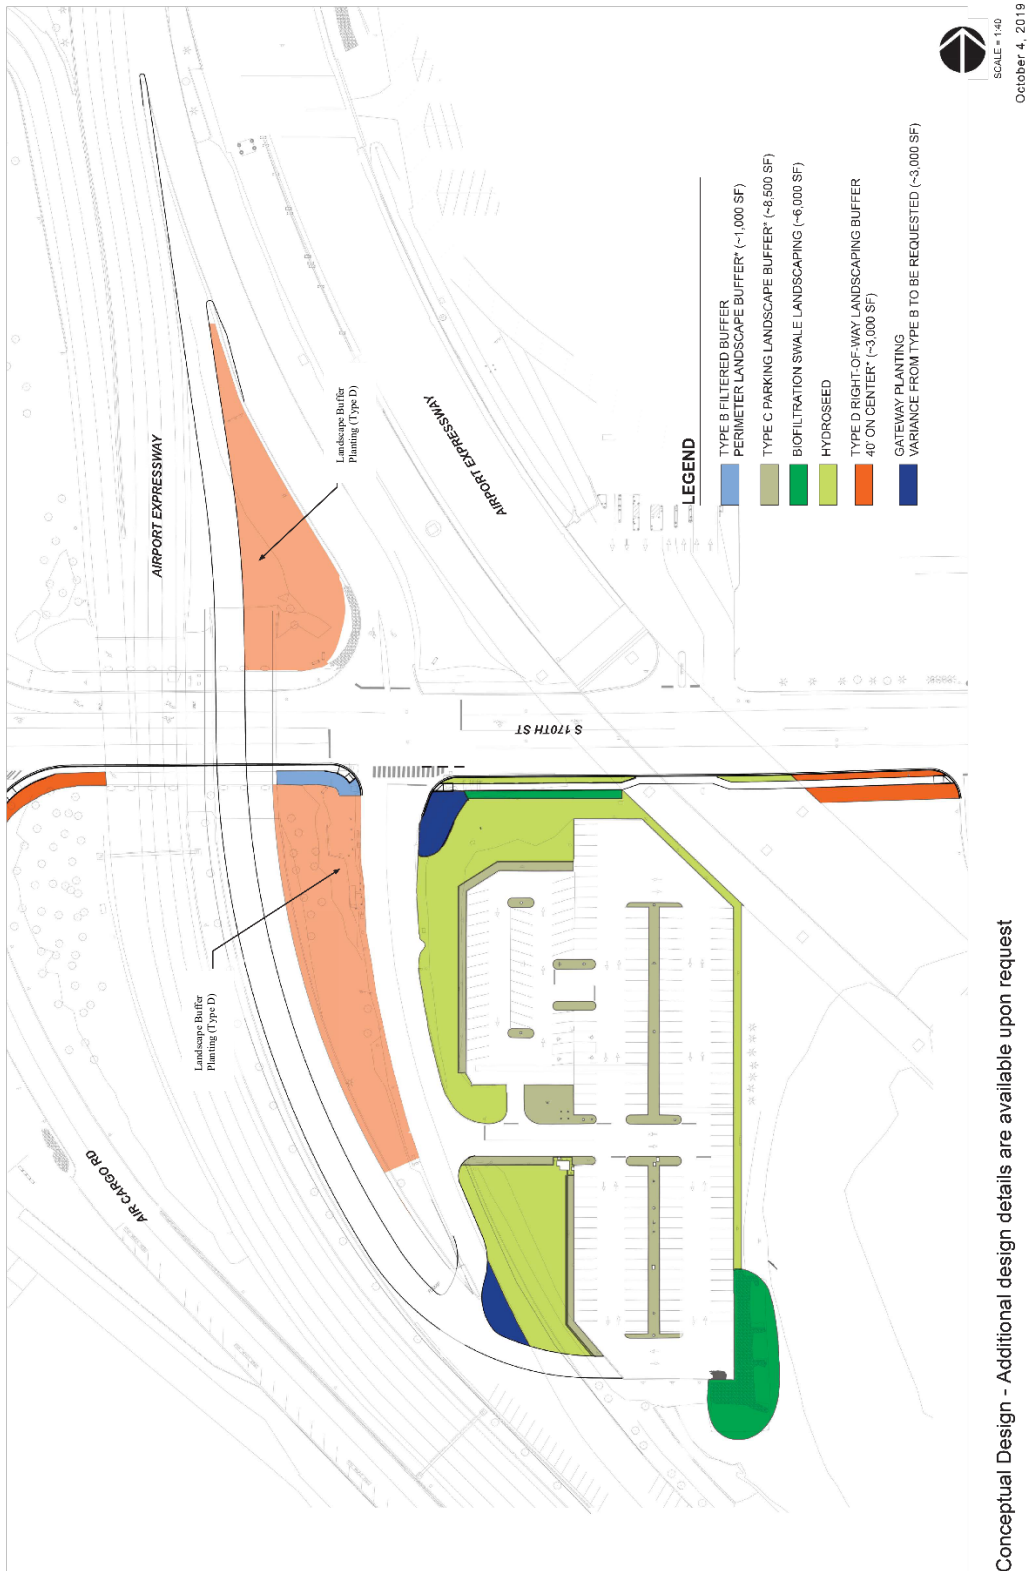 AIRPORT EXPRESSWAY
Landscape Buffer
Planting (Type D)
AIRPORT EXPRESSWAY
S 170TH ST
Landscape Buffer
Planting (Type D)
AIR CARGO RD
LEGEND
TYPE B FILTERED BUFFER
PERIMETER LANDSCAPE BUFFER* (~1,000 SF)
TYPE C PARKING LANDSCAPE BUFFER* (~8,500 SF)
BIOFILTRATION SWALE LANDSCAPING (~6,000 SF)
HYDROSEED
TYPE D RIGHT-OF-WAY LANDSCAPING BUFFER
40' ON CENTER* (~3,000 SF)
GATEWAY PLANTING
VARIANCE FROM TYPE B TO BE REQUESTED (~3,000 SF)
SCALE = 1:40
October 4, 2019
Conceptual Design - Additional design details are available upon request